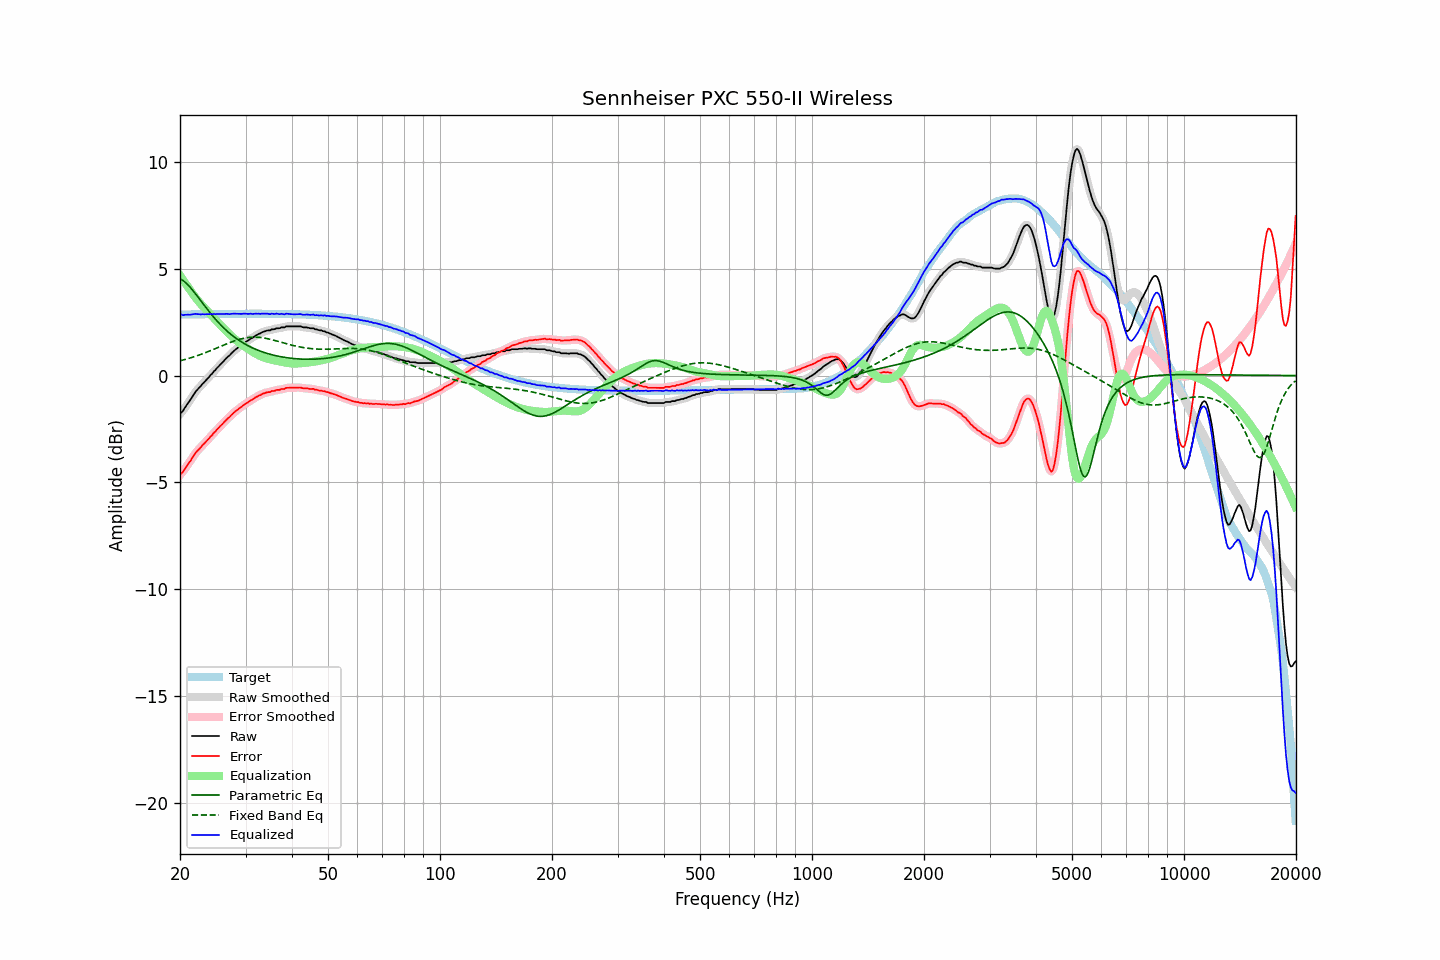 Sennheiser PXC 550-II Wireless
10
5
0
−5
−10
−15
−20
Amplitude (dBr)
Target
Raw Smoothed
Error Smoothed
Raw
Error
Equalization
Parametric Eq
Fixed Band Eq
Equalized
20 50 100 200 500 1000 2000 5000 10000 20000
Frequency (Hz)